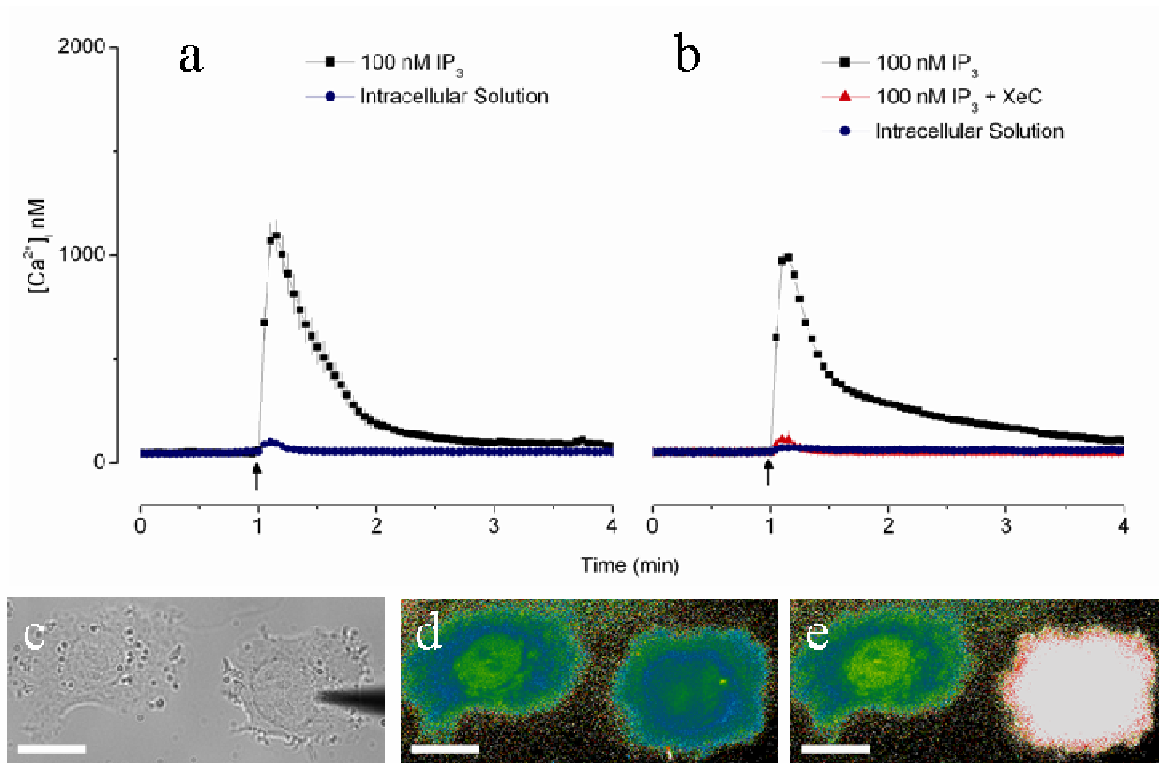 a
100 nM IP₃
Intracellular Solution
b
100 nM IP₃
100 nM IP₃ + XeC
Intracellular Solution
[Ca²⁺]ᵢ nM
2000
1000
0
0 1 2 3 4
0 1 2 3 4
Time (min)
c
d
e